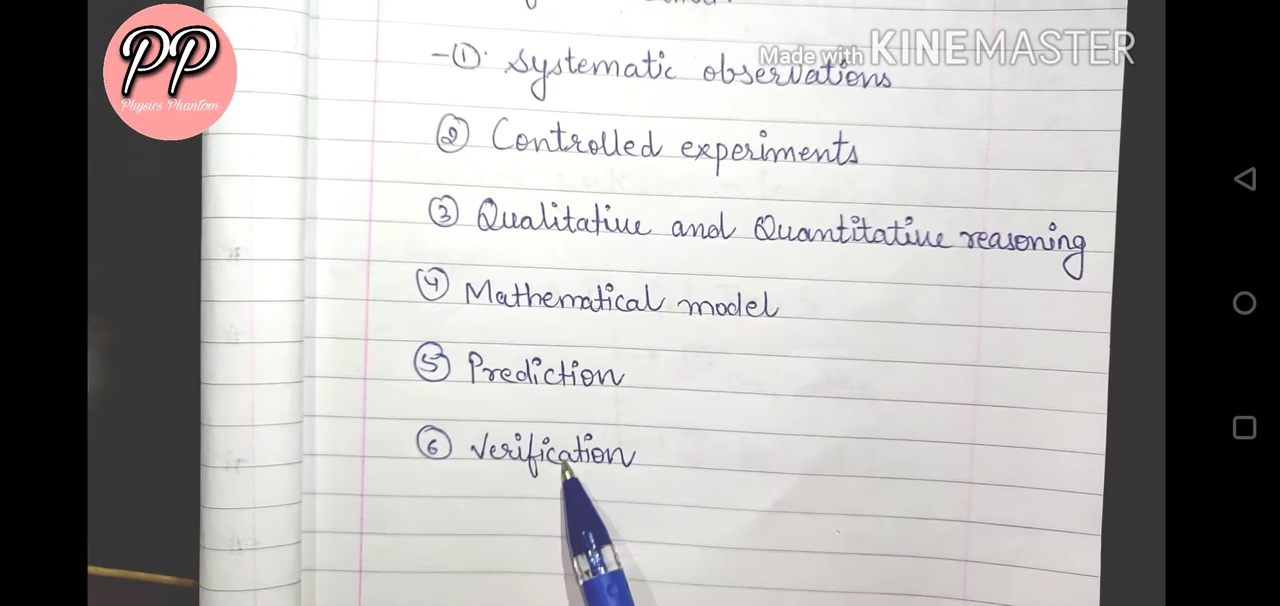 PP
Physics Phantom
Made with KINEMASTER
-① Systematic observations
② Controlled experiments
③ Qualitative and Quantitative reasoning
④ Mathematical model
⑤ Prediction
⑥ Verification